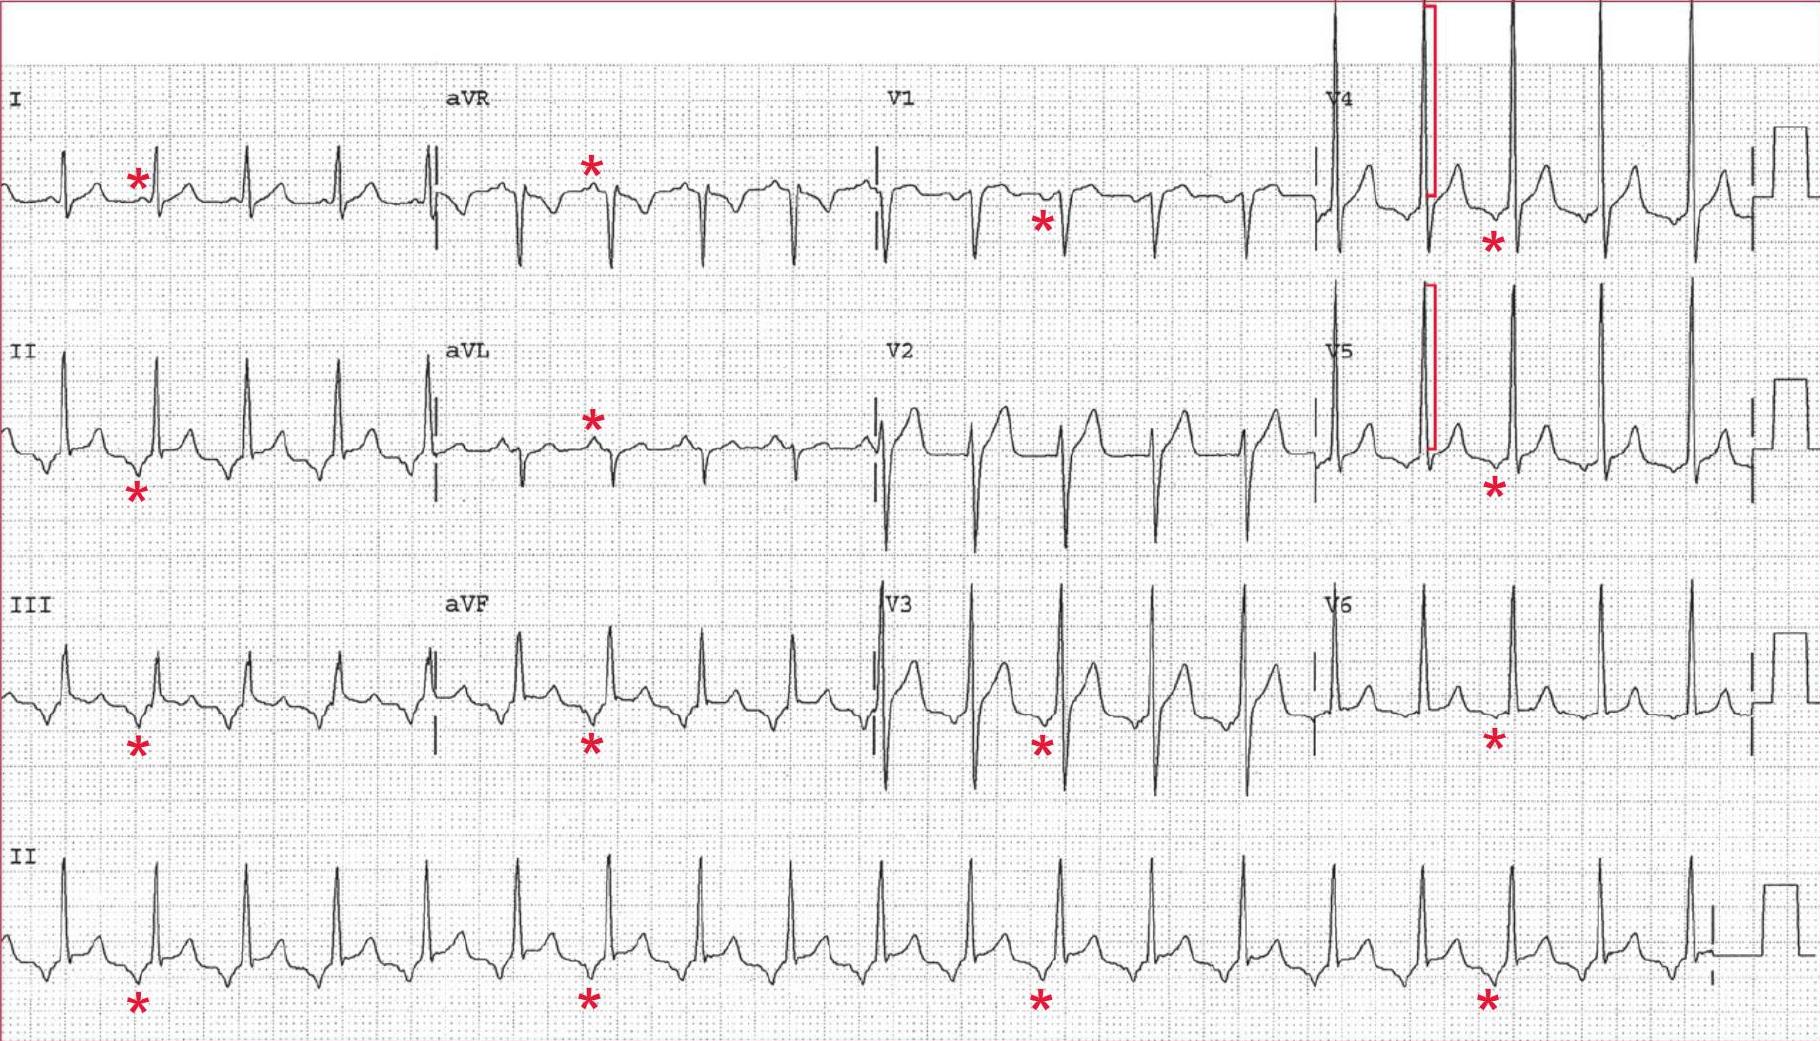 I aVR V1 V4
* * * *
II aVL V2 V5
* * *
III aVF V3 V6
* * * *
II
* * * *